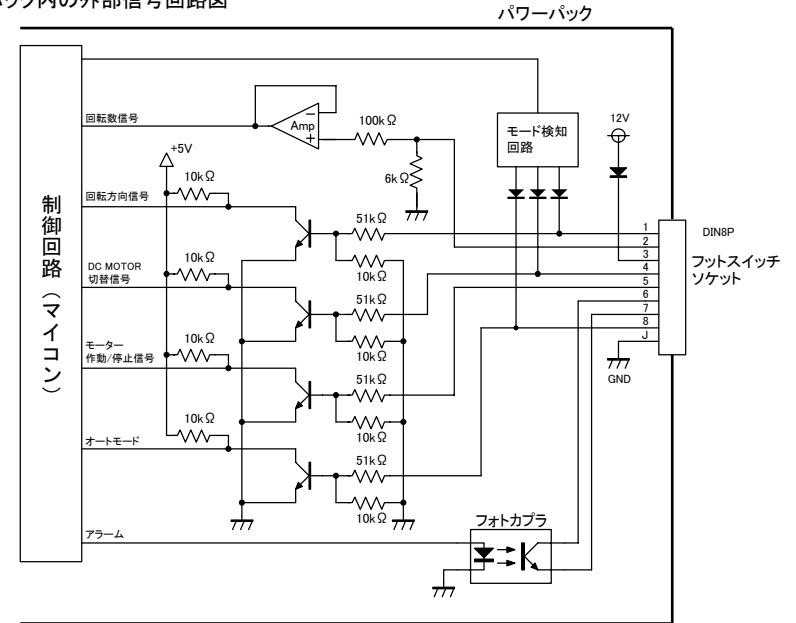 ック内の外部信号回路図
パワーパック
制御回路（マイコン）
回転数信号
Amp
−
+
100kΩ
6kΩ
モード検知
回路
12V
+5V
10kΩ
回転方向信号
51kΩ
10kΩ
10kΩ
DC MOTOR
切替信号
51kΩ
10kΩ
10kΩ
モーター
作動/停止信号
51kΩ
10kΩ
10kΩ
オートモード
51kΩ
10kΩ
アラーム
フォトカプラ
1
2
3
4
5
6
7
8
J
GND
DIN8P
フットスイッチ
ソケット